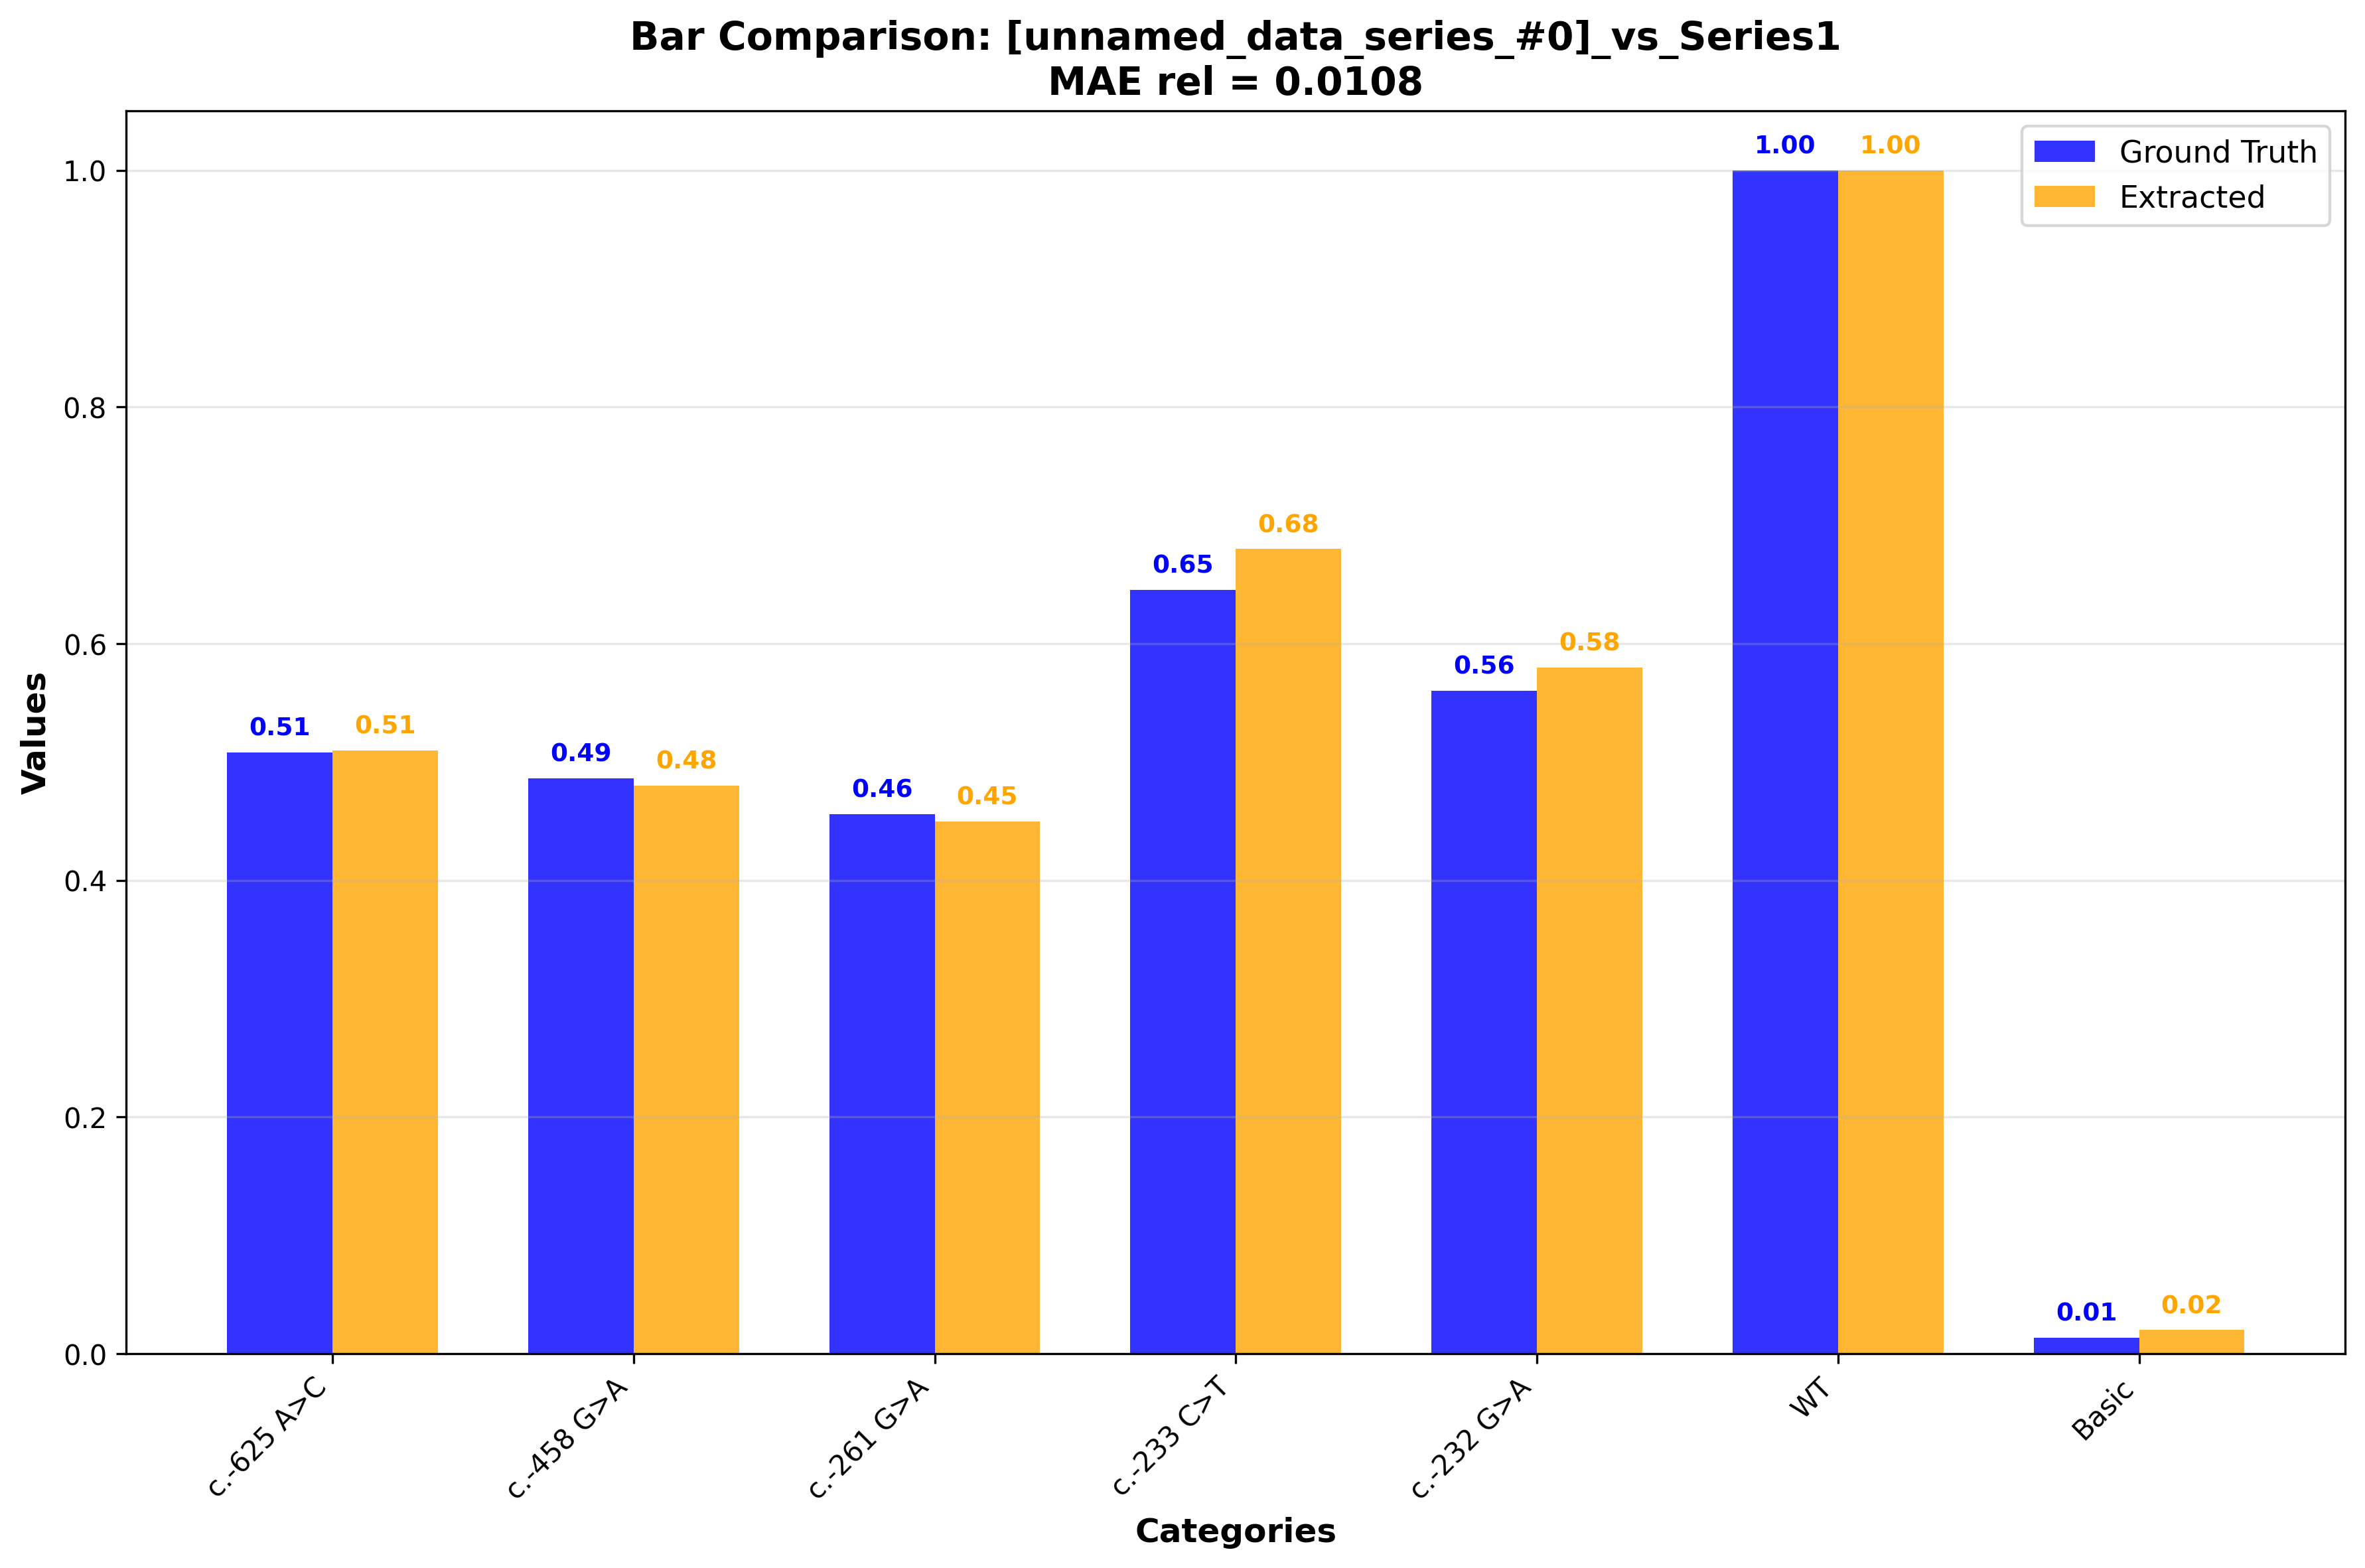 Bar Comparison: [unnamed_data_series_#0]_vs_Series1
MAE rel = 0.0108
Ground Truth
Extracted
Values
1.0
0.8
0.6
0.4
0.2
0.0
0.51
0.51
0.49
0.48
0.46
0.45
0.65
0.68
0.56
0.58
1.00
1.00
0.01
0.02
c.-625 A>C
c.-458 G>A
c.-261 G>A
c.-233 C>T
c.-232 G>A
WT
Basic
Categories